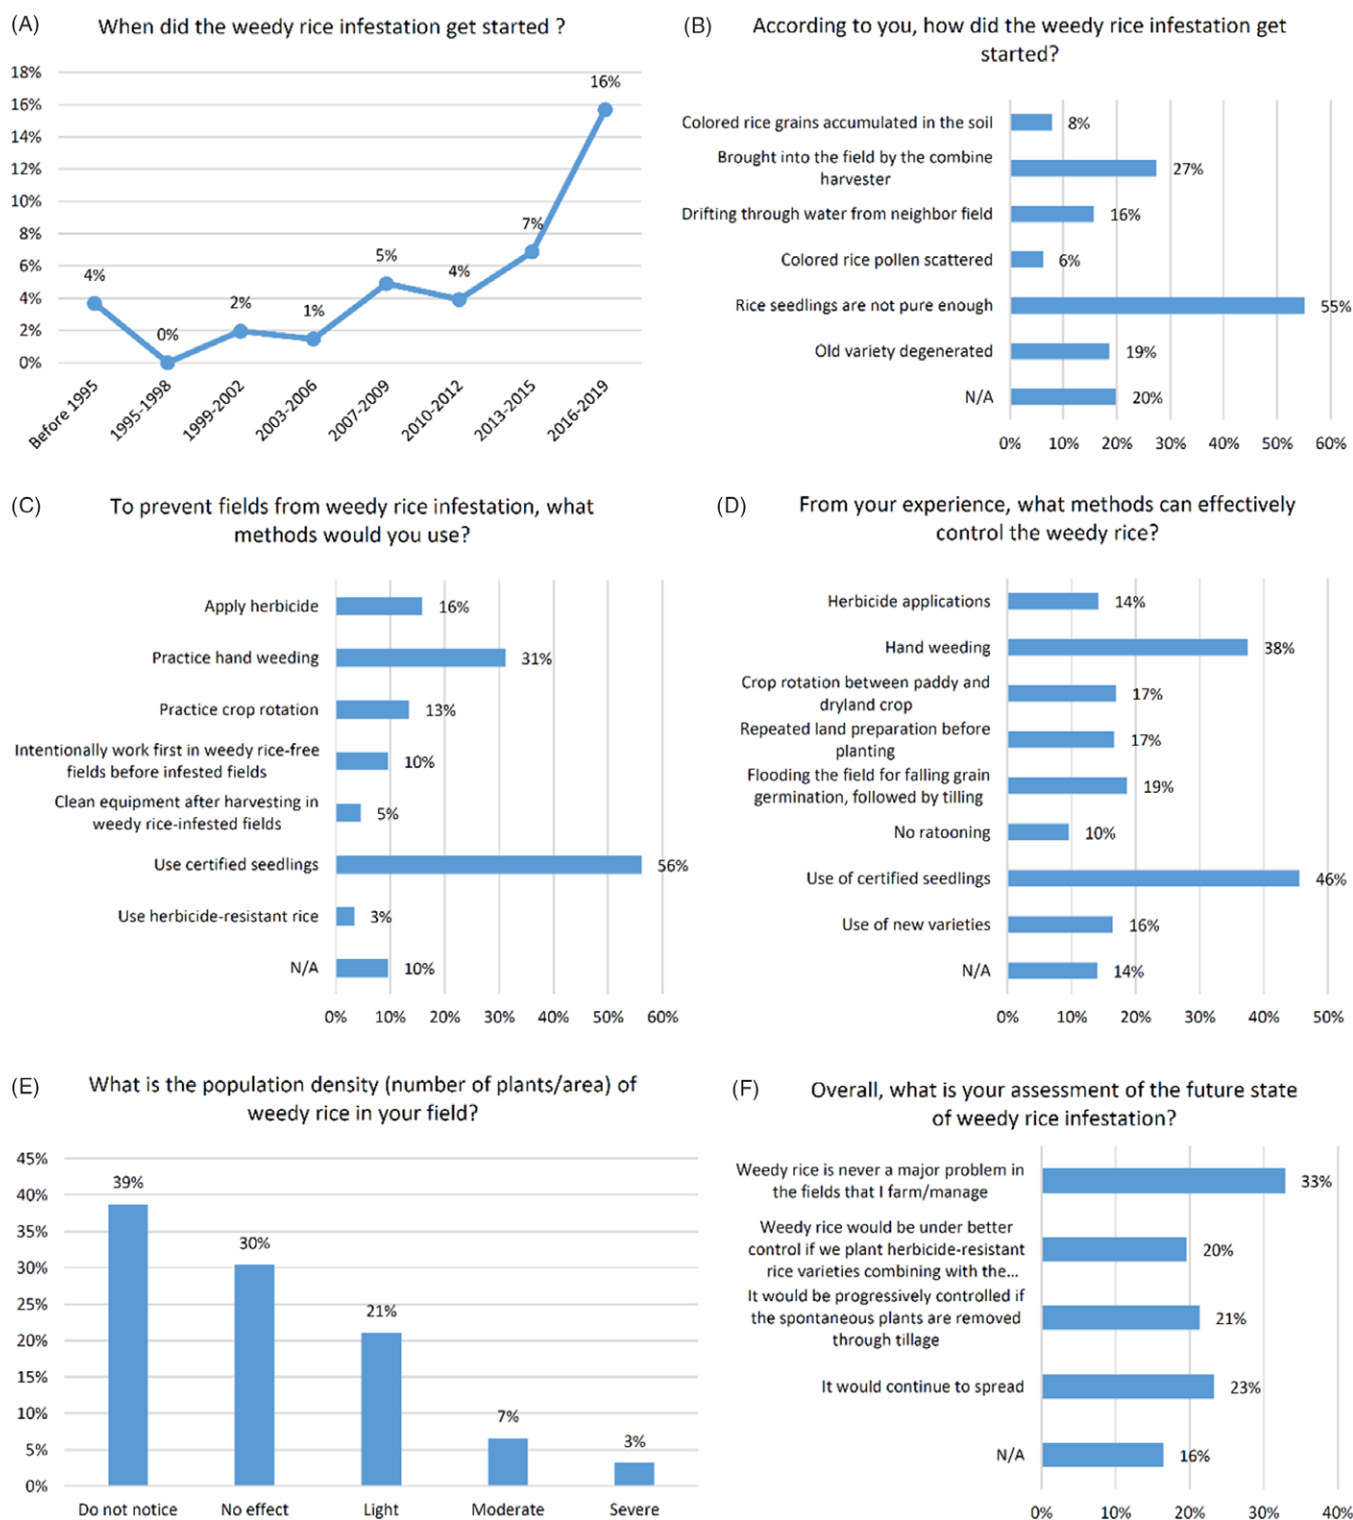 (A)
When did the weedy rice infestation get started ?
18%
16%
14%
12%
10%
8%
6%
4%
2%
0%
4%
0%
2%
1%
5%
4%
7%
16%
Before 1995
1995-1998
1999-2002
2003-2006
2007-2009
2010-2012
2013-2015
2016-2019
(B)
According to you, how did the weedy rice infestation get
started?
Colored rice grains accumulated in the soil
8%
Brought into the field by the combine
harvester
27%
Drifting through water from neighbor field
16%
Colored rice pollen scattered
6%
Rice seedlings are not pure enough
55%
Old variety degenerated
19%
N/A
20%
0% 10% 20% 30% 40% 50% 60%
(C)
To prevent fields from weedy rice infestation, what
methods would you use?
Apply herbicide
16%
Practice hand weeding
31%
Practice crop rotation
13%
Intentionally work first in weedy rice-free
fields before infested fields
10%
Clean equipment after harvesting in
weedy rice-infested fields
5%
Use certified seedlings
56%
Use herbicide-resistant rice
3%
N/A
10%
0% 10% 20% 30% 40% 50% 60%
(D)
From your experience, what methods can effectively
control the weedy rice?
Herbicide applications
14%
Hand weeding
38%
Crop rotation between paddy and
dryland crop
17%
Repeated land preparation before
planting
17%
Flooding the field for falling grain
germination, followed by tilling
19%
No ratooning
10%
Use of certified seedlings
46%
Use of new varieties
16%
N/A
14%
0% 10% 20% 30% 40% 50%
(E)
What is the population density (number of plants/area) of
weedy rice in your field?
45%
40%
35%
30%
25%
20%
15%
10%
5%
0%
39%
30%
21%
7%
3%
Do not notice No effect Light Moderate Severe
(F)
Overall, what is your assessment of the future state
of weedy rice infestation?
Weedy rice is never a major problem in
the fields that I farm/manage
33%
Weedy rice would be under better
control if we plant herbicide-resistant
rice varieties combining with the...
20%
It would be progressively controlled if
the spontaneous plants are removed
through tillage
21%
It would continue to spread
23%
N/A
16%
0% 10% 20% 30% 40%